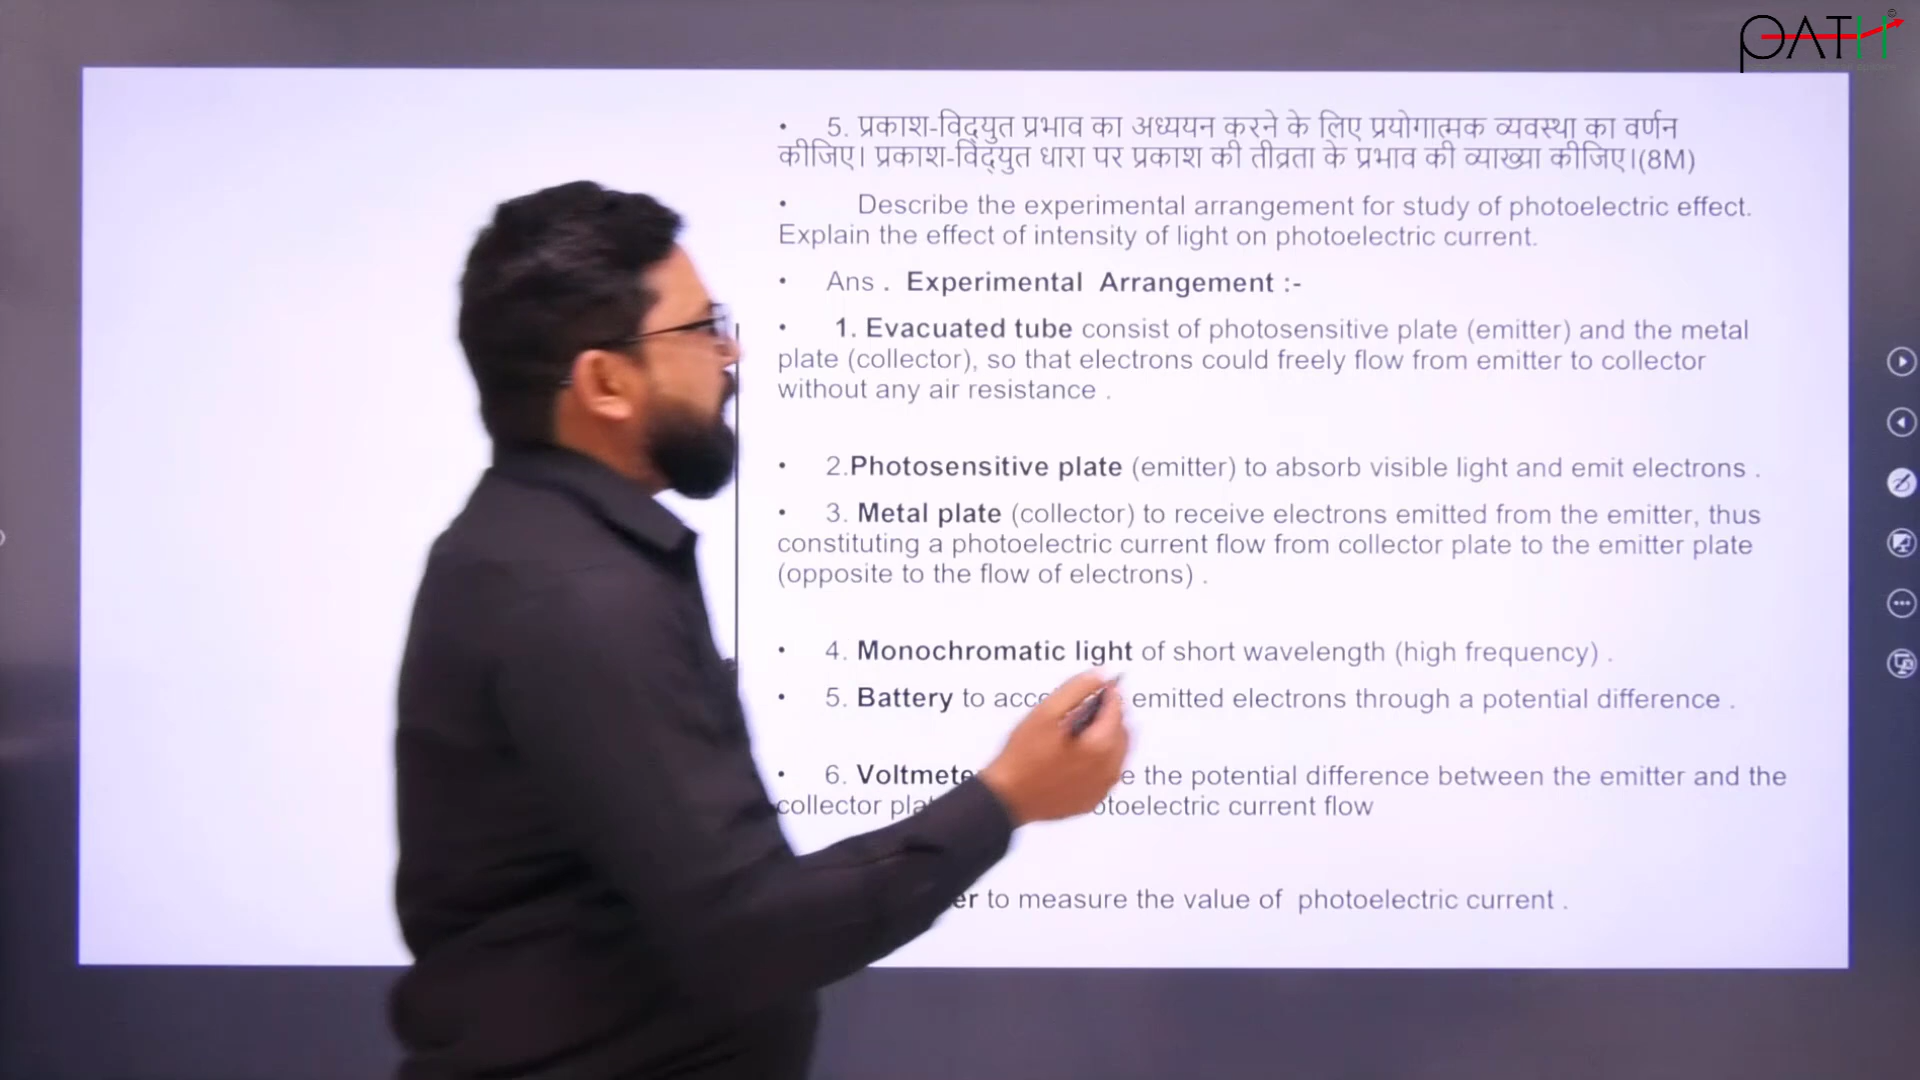 PATH
©
• 5. प्रकाश-विद्युत प्रभाव का अध्ययन करने के लिए प्रयोगात्मक व्यवस्था का वर्णन
कीजिए। प्रकाश-विद्युत धारा पर प्रकाश की तीव्रता के प्रभाव की व्याख्या कीजिए।(8M)
• Describe the experimental arrangement for study of photoelectric effect.
Explain the effect of intensity of light on photoelectric current.
• Ans . Experimental Arrangement :-
• 1. Evacuated tube consist of photosensitive plate (emitter) and the metal
plate (collector), so that electrons could freely flow from emitter to collector
without any air resistance .
• 2.Photosensitive plate (emitter) to absorb visible light and emit electrons .
• 3. Metal plate (collector) to receive electrons emitted from the emitter, thus
constituting a photoelectric current flow from collector plate to the emitter plate
(opposite to the flow of electrons) .
• 4. Monochromatic light of short wavelength (high frequency) .
• 5. Battery to emitted electrons through a potential difference .
• 6. the potential difference between the emitter and the
collector current flow
to measure the value of photoelectric current .